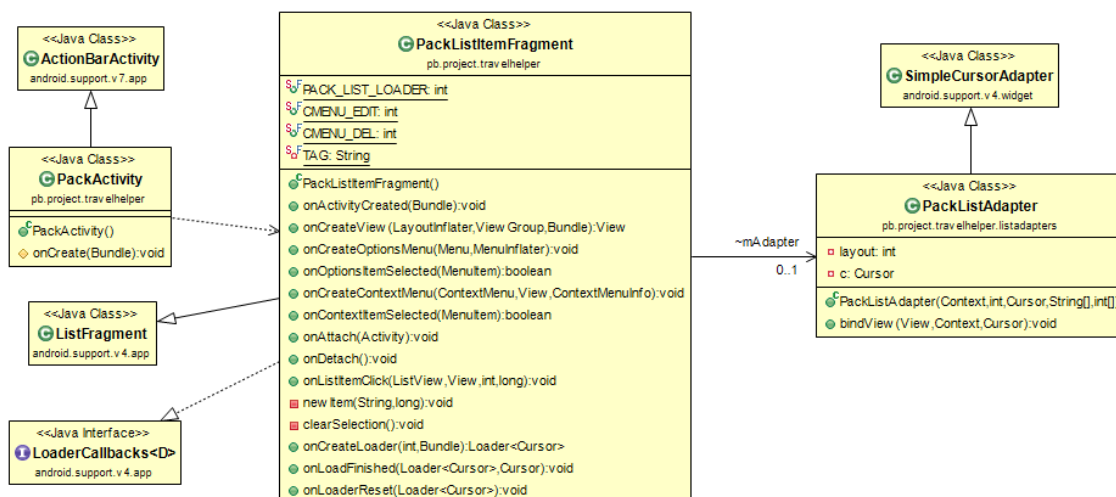 <<Java Class>>
ActionBarActivity
android.support.v7.app
<<Java Class>>
PackActivity
pb.project.travelhelper
PackActivity()
onCreate(Bundle):void
<<Java Class>>
ListFragment
android.support.v4.app
<<Java Interface>>
LoaderCallbacks<D>
android.support.v4.app
<<Java Class>>
PackListItemFragment
pb.project.travelhelper
PACK_LIST_LOADER: int
CMENU_EDIT: int
CMENU_DEL: int
TAG: String
PackListItemFragment()
onActivityCreated(Bundle):void
onCreateView(LayoutInflater,ViewGroup,Bundle):View
onCreateOptionsMenu(Menu,MenuInflater):void
onOptionsItemSelected(MenuItem):boolean
onCreateContextMenu(ContextMenu,View,ContextMenuInfo):void
onContextItemSelected(MenuItem):boolean
onAttach(Activity):void
onDetach():void
onListItemClick(ListView,View,int,long):void
newItem(String,long):void
clearSelection():void
onCreateLoader(int,Bundle):Loader<Cursor>
onLoadFinished(Loader<Cursor>,Cursor):void
onLoaderReset(Loader<Cursor>):void
~mAdapter
0..1
<<Java Class>>
SimpleCursorAdapter
android.support.v4.widget
<<Java Class>>
PackListAdapter
pb.project.travelhelper.listadapters
layout: int
c: Cursor
PackListAdapter(Context,int,Cursor,String[],int[])
bindView(View,Context,Cursor):void